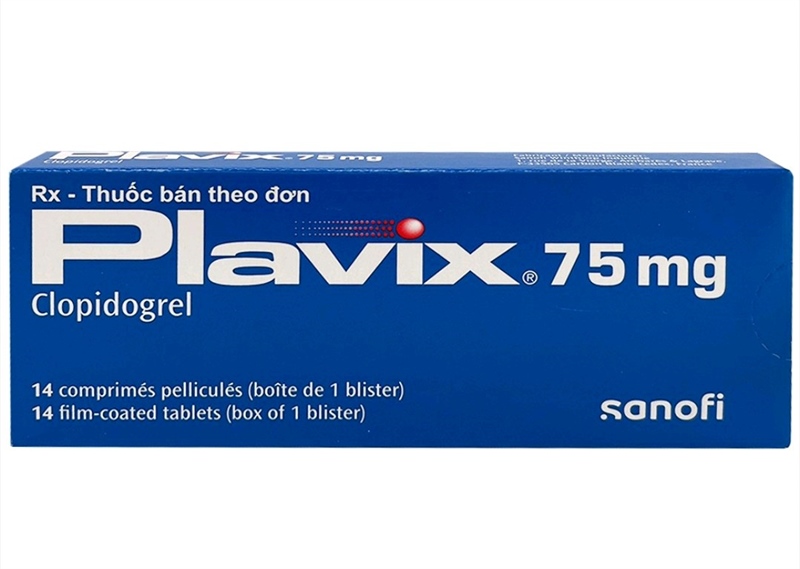 Plavix® 75 mg
Clopidogrel
Rx - Thuốc bán theo đơn
Plavix® 75 mg
Clopidogrel
14 comprimés pelliculés (boîte de 1 blister)
14 film-coated tablets (box of 1 blister)
sanofi